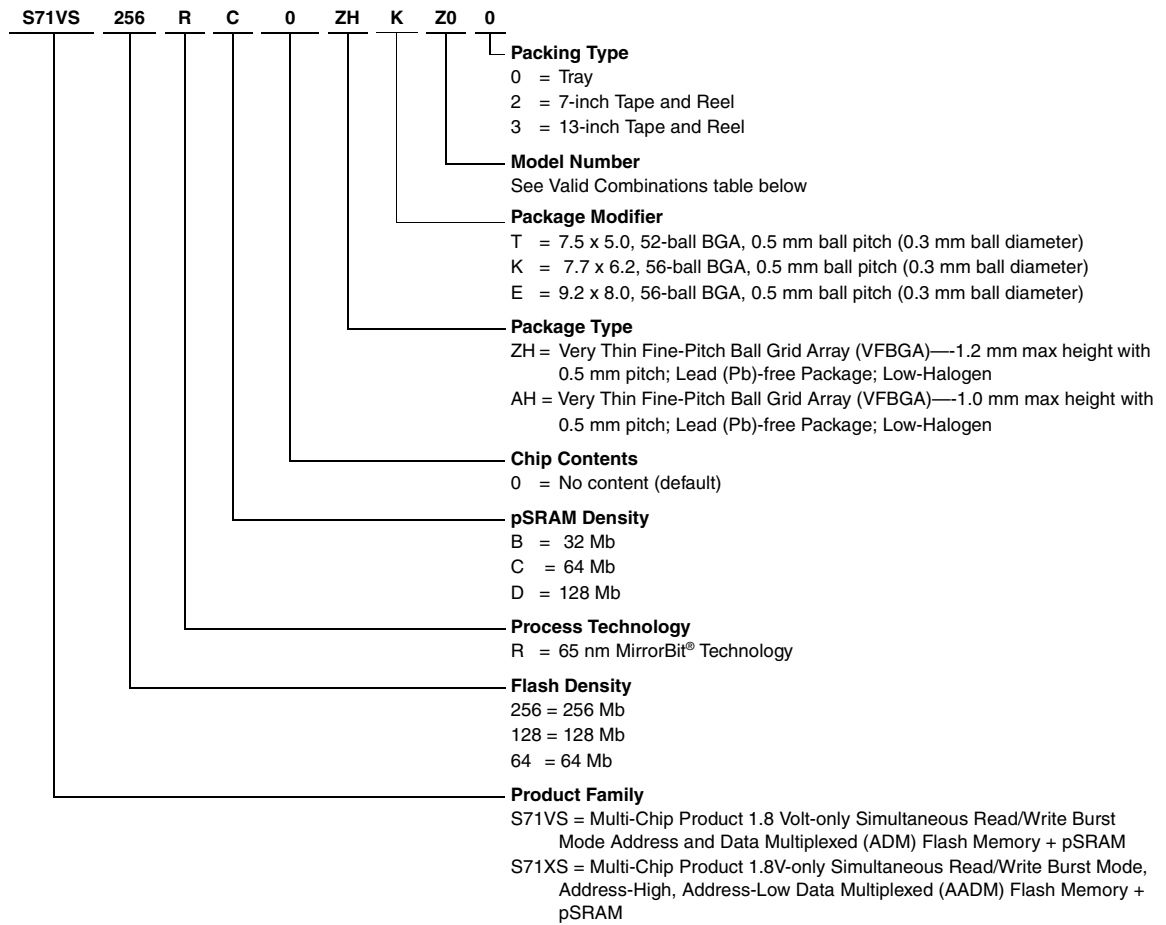 S71VS 256 R C 0 ZH K Z0 0
Packing Type
0 = Tray
2 = 7-inch Tape and Reel
3 = 13-inch Tape and Reel
Model Number
See Valid Combinations table below
Package Modifier
T = 7.5 x 5.0, 52-ball BGA, 0.5 mm ball pitch (0.3 mm ball diameter)
K = 7.7 x 6.2, 56-ball BGA, 0.5 mm ball pitch (0.3 mm ball diameter)
E = 9.2 x 8.0, 56-ball BGA, 0.5 mm ball pitch (0.3 mm ball diameter)
Package Type
ZH = Very Thin Fine-Pitch Ball Grid Array (VFBGA)—-1.2 mm max height with
0.5 mm pitch; Lead (Pb)-free Package; Low-Halogen
AH = Very Thin Fine-Pitch Ball Grid Array (VFBGA)—-1.0 mm max height with
0.5 mm pitch; Lead (Pb)-free Package; Low-Halogen
Chip Contents
0 = No content (default)
pSRAM Density
B = 32 Mb
C = 64 Mb
D = 128 Mb
Process Technology
R = 65 nm MirrorBit® Technology
Flash Density
256 = 256 Mb
128 = 128 Mb
64 = 64 Mb
Product Family
S71VS = Multi-Chip Product 1.8 Volt-only Simultaneous Read/Write Burst
Mode Address and Data Multiplexed (ADM) Flash Memory + pSRAM
S71XS = Multi-Chip Product 1.8V-only Simultaneous Read/Write Burst Mode,
Address-High, Address-Low Data Multiplexed (AADM) Flash Memory +
pSRAM